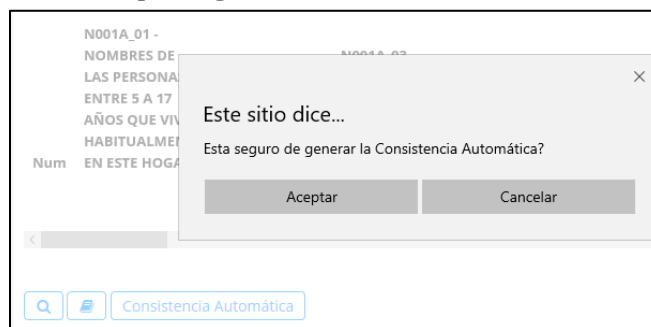 N001A_01 -
NOMBRES DE
LAS PERSONA
ENTRE 5 A 17
AÑOS QUE VIV
HABITUALMEN
Num EN ESTE HOGA
N001A_03
Este sitio dice...
Esta seguro de generar la Consistencia Automática?
Aceptar Cancelar
Consistencia Automática